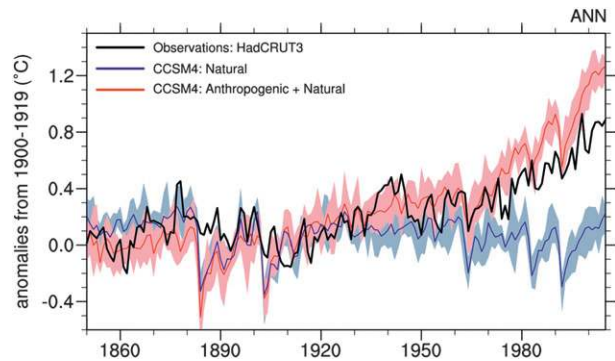 ANN
Observations: HadCRUT3
CCSM4: Natural
CCSM4: Anthropogenic + Natural
anomalies from 1900-1919 (°C)
1.2
0.8
0.4
0.0
-0.4
1860 1890 1920 1950 1980